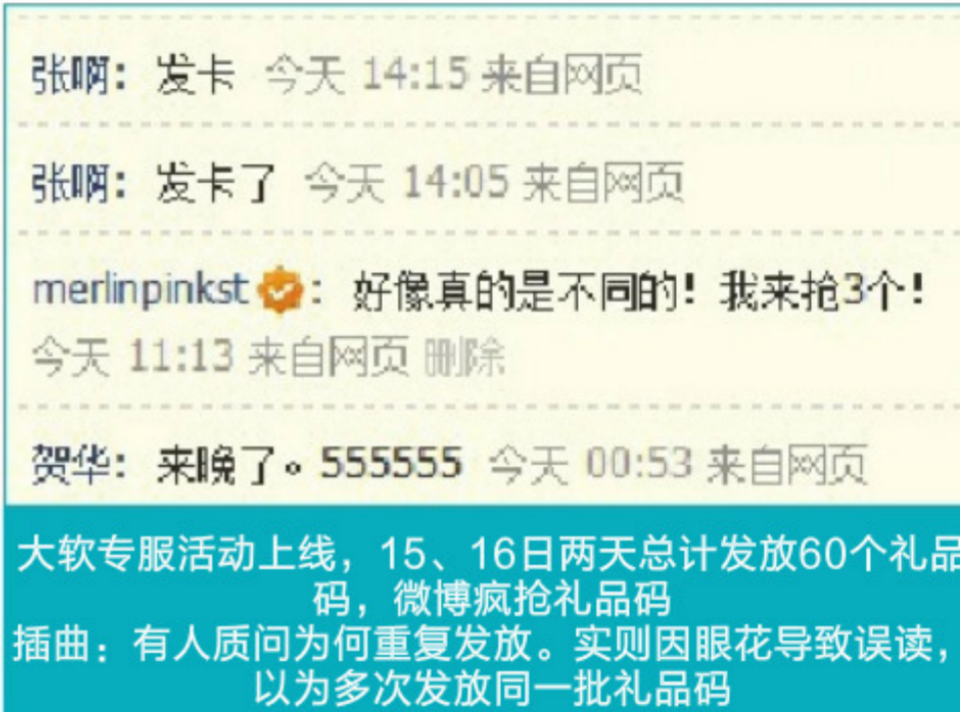 张啊：发卡 今天 14:15 来自网页
张啊：发卡了 今天 14:05 来自网页
merlinpinkst：好像真的是不同的！我来抢3个！
今天 11:13 来自网页 删除
贺华：来晚了。555555 今天 00:53 来自网页
大软专服活动上线，15、16日两天总计发放60个礼品
码，微博疯抢礼品码
插曲：有人质问为何重复发放。实则因眼花导致误读，
以为多次发放同一批礼品码